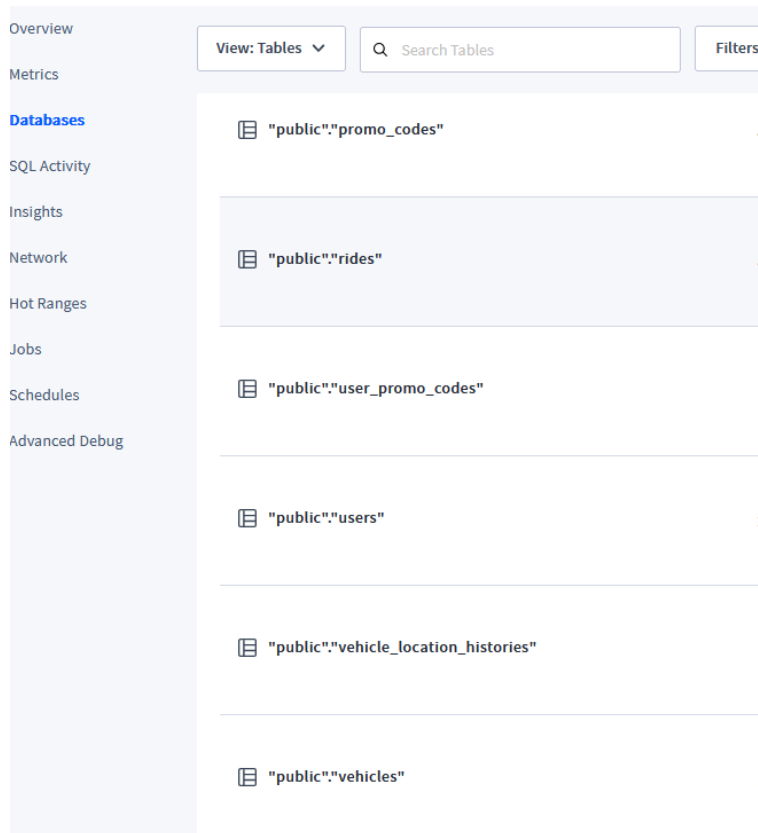 Overview
Metrics
Databases
SQL Activity
Insights
Network
Hot Ranges
Jobs
Schedules
Advanced Debug
View: Tables
Search Tables
Filters
"public"."promo_codes"
"public"."rides"
"public"."user_promo_codes"
"public"."users"
"public"."vehicle_location_histories"
"public"."vehicles"